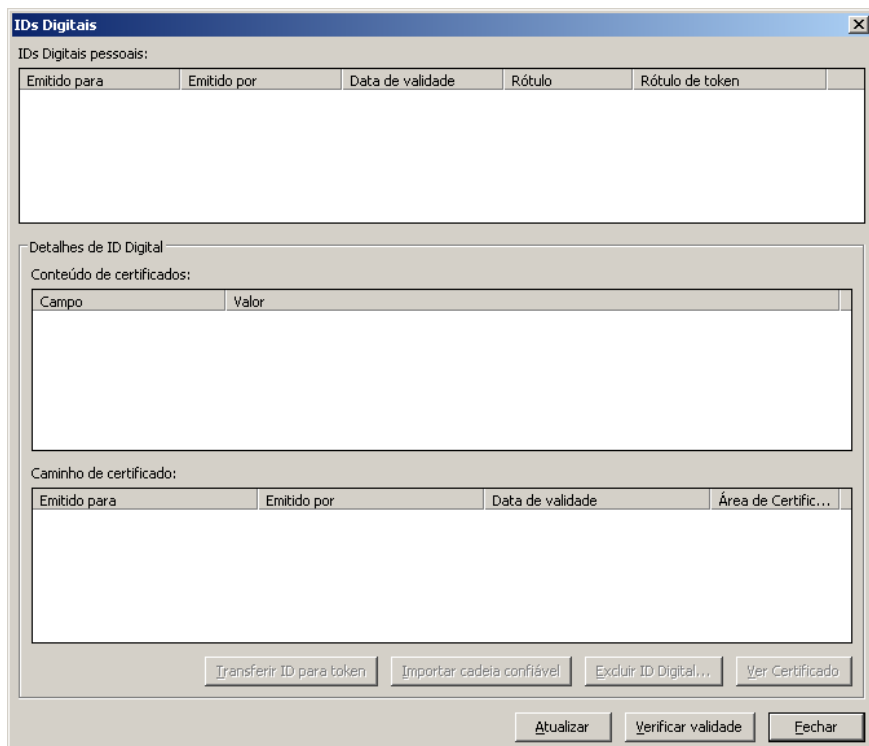 IDs Digitais
IDs Digitais pessoais:
Emitido para Emitido por Data de validade Rótulo Rótulo de token
Detalhes de ID Digital
Conteúdo de certificados:
Campo Valor
Caminho de certificado:
Emitido para Emitido por Data de validade Área de Certific...
Transferir ID para token Importar cadeia confiável Excluir ID Digital... Ver Certificado
Atualizar Verificar validade Fechar